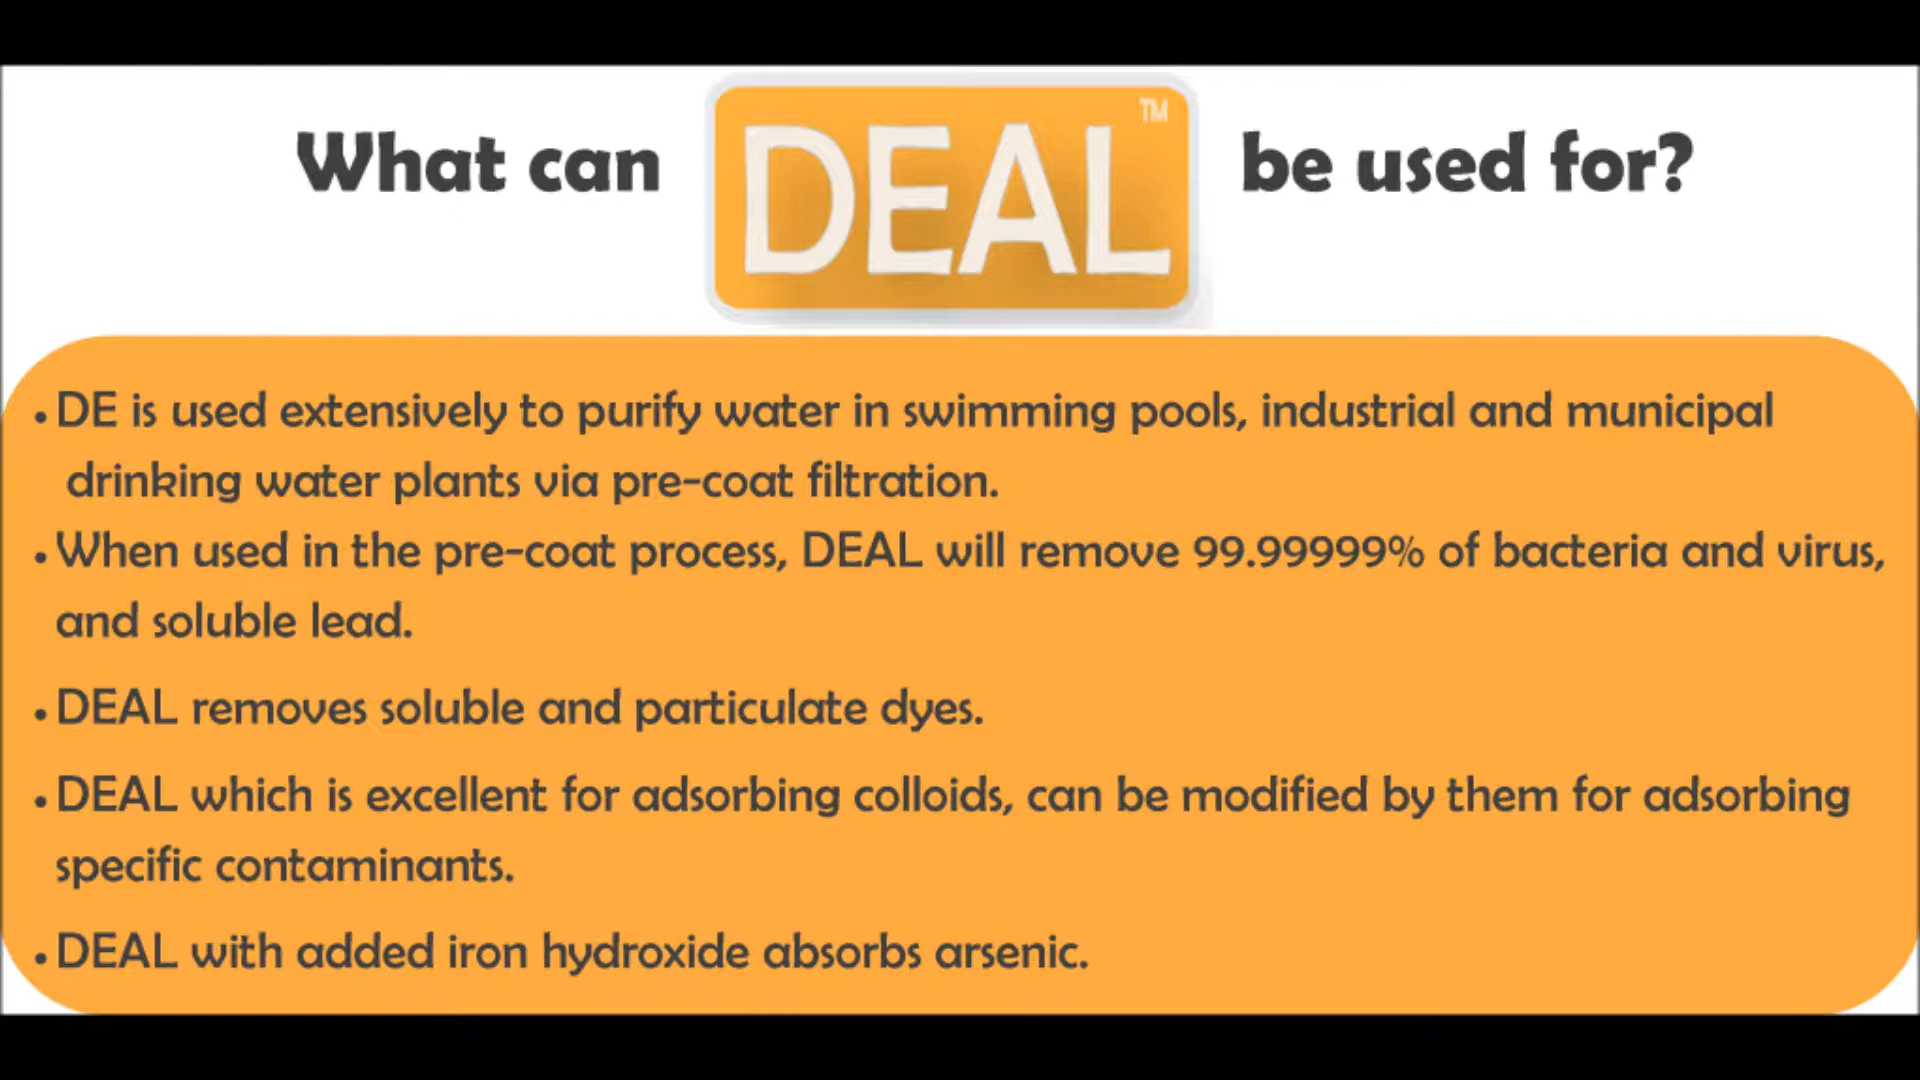 What can DEAL™ be used for?
• DE is used extensively to purify water in swimming pools, industrial and municipal
drinking water plants via pre-coat filtration.
• When used in the pre-coat process, DEAL will remove 99.99999% of bacteria and virus,
and soluble lead.
• DEAL removes soluble and particulate dyes.
• DEAL which is excellent for adsorbing colloids, can be modified by them for adsorbing
specific contaminants.
• DEAL with added iron hydroxide absorbs arsenic.